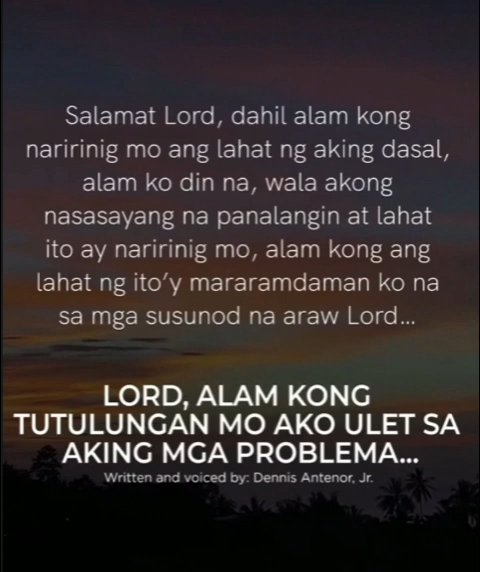 Salamat Lord, dahil alam kong
naririnig mo ang lahat ng aking dasal,
alam ko din na, wala akong
nasasayang na panalangin at lahat
ito ay naririnig mo, alam kong ang
lahat ng ito'y mararamdaman ko na
sa mga susunod na araw Lord...
LORD, ALAM KONG
TUTULUNGAN MO AKO ULET SA
AKING MGA PROBLEMA...
Written and voiced by: Dennis Antenor, Jr.